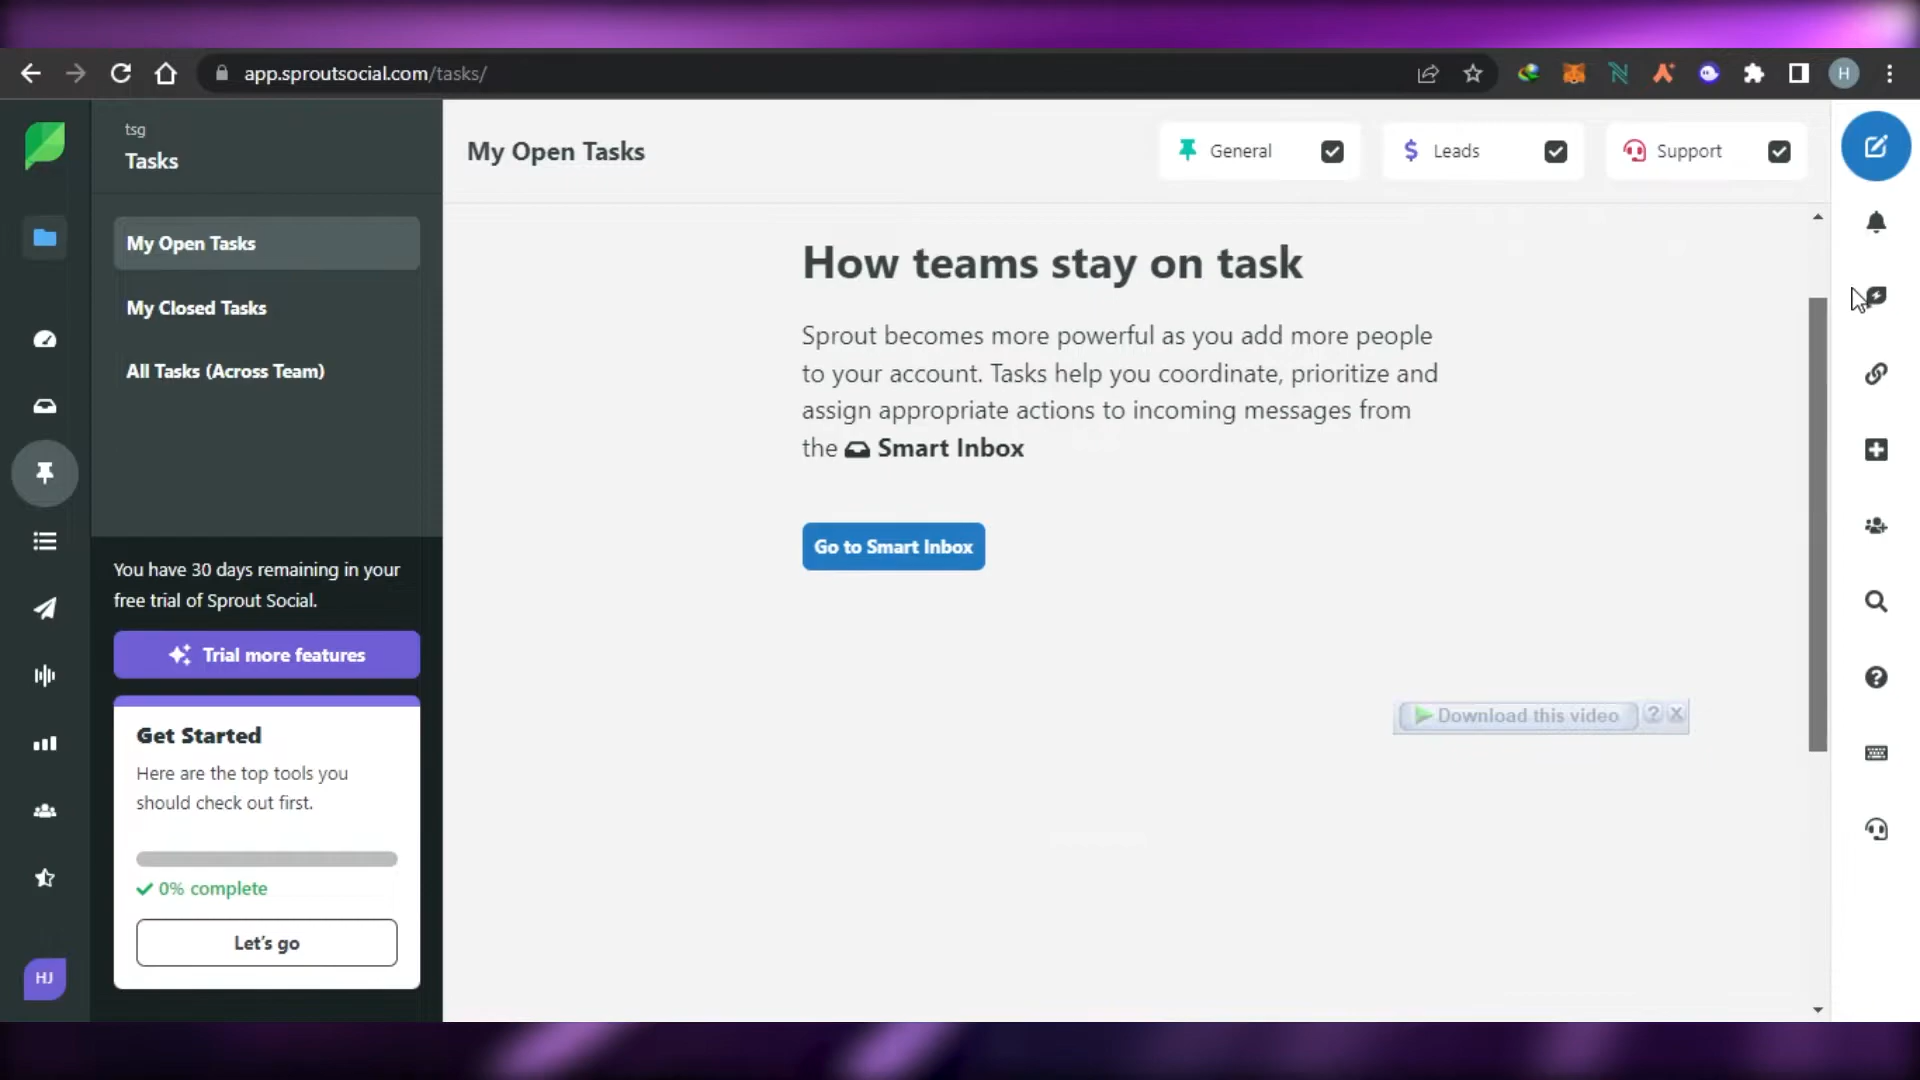 app.sproutsocial.com/tasks/
H
tsg
Tasks
My Open Tasks
My Closed Tasks
All Tasks (Across Team)
You have 30 days remaining in your
free trial of Sprout Social.
Trial more features
Get Started
Here are the top tools you
should check out first.
0% complete
Let's go
HJ
My Open Tasks
General
Leads
Support
How teams stay on task
Sprout becomes more powerful as you add more people
to your account. Tasks help you coordinate, prioritize and
assign appropriate actions to incoming messages from
the Smart Inbox
Go to Smart Inbox
Download this video ? X